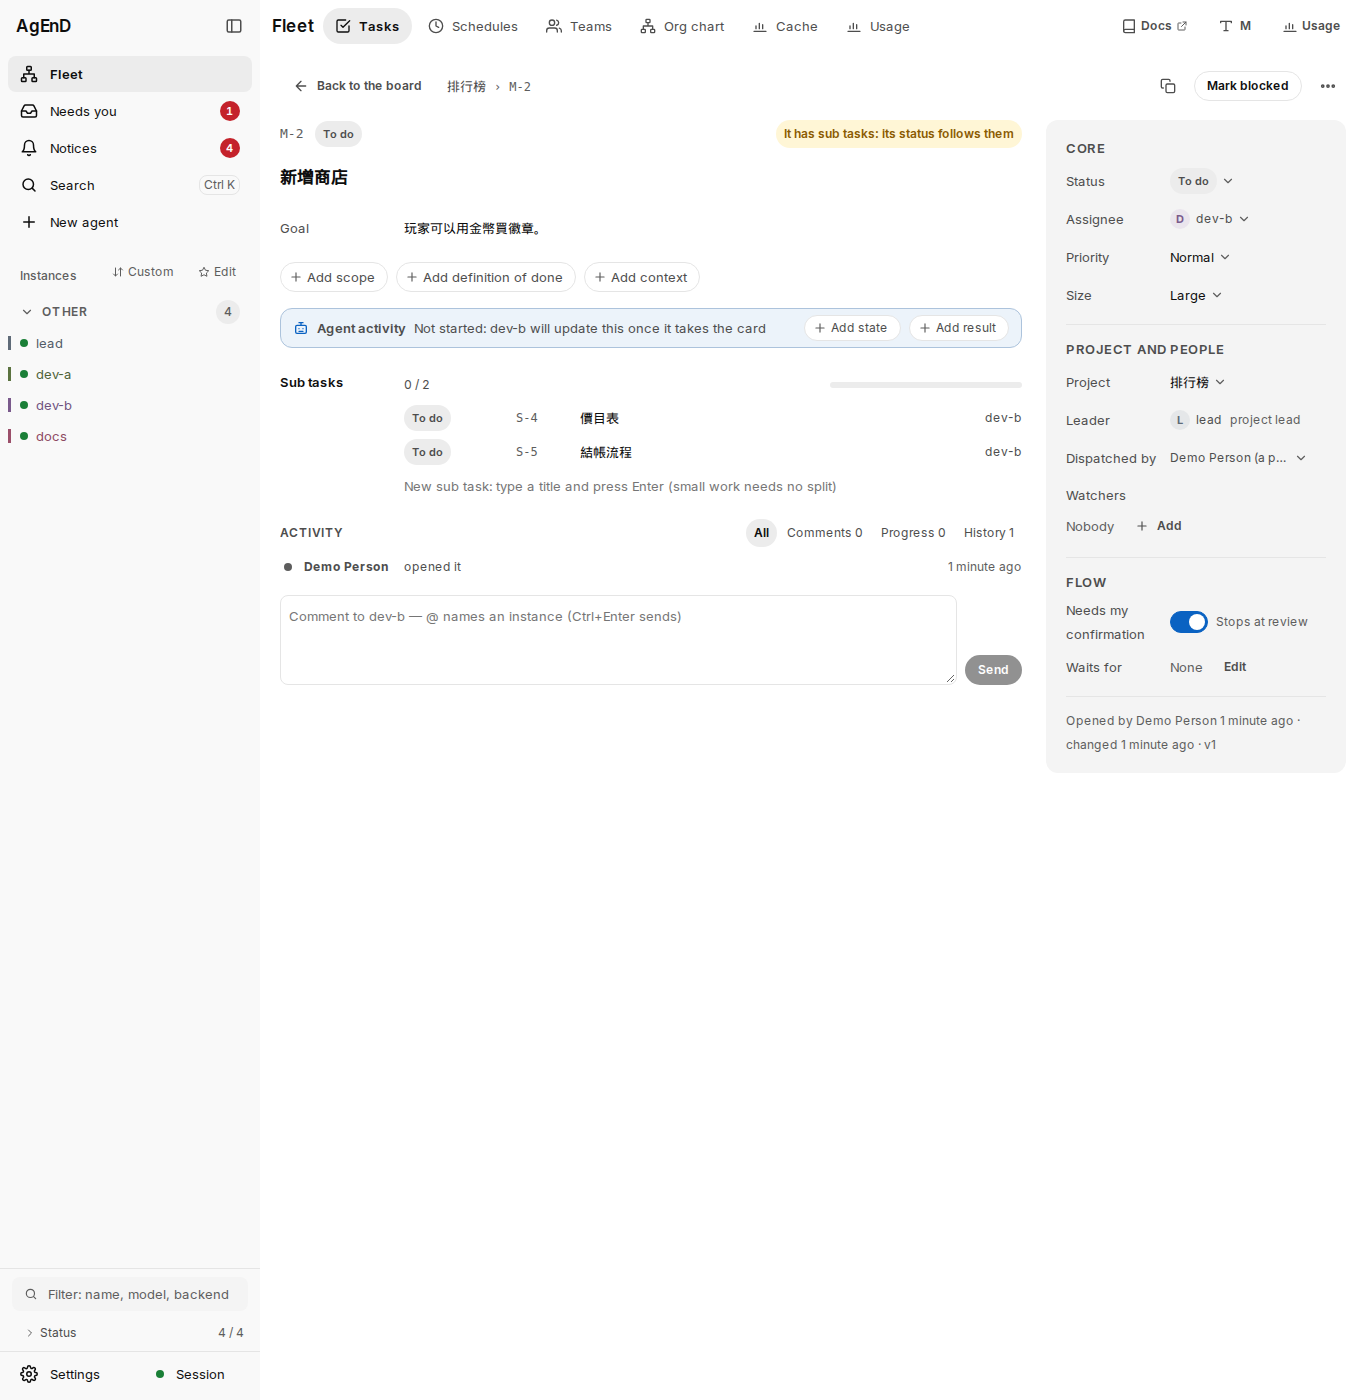 AgEnD
Fleet
Needs you 1
Notices 4
Search Ctrl K
New agent
Instances Custom Edit
OTHER 4
lead
dev-a
dev-b
docs
Filter: name, model, backend
Status 4 / 4
Settings Session
Fleet Tasks Schedules Teams Org chart Cache Usage Docs M Usage
Back to the board 排行榜 › M-2 Mark blocked
M-2 To do It has sub tasks: its status follows them
新增商店
Goal 玩家可以用金幣買徽章。
Add scope Add definition of done Add context
Agent activity Not started: dev-b will update this once it takes the card Add state Add result
Sub tasks 0 / 2
To do S-4 價目表 dev-b
To do S-5 結帳流程 dev-b
New sub task: type a title and press Enter (small work needs no split)
ACTIVITY All Comments 0 Progress 0 History 1
Demo Person opened it 1 minute ago
Comment to dev-b — @ names an instance (Ctrl+Enter sends)
Send
CORE
Status To do
Assignee D dev-b
Priority Normal
Size Large
PROJECT AND PEOPLE
Project 排行榜
Leader L lead project lead
Dispatched by Demo Person (a p...
Watchers
Nobody Add
FLOW
Needs my
confirmation Stops at review
Waits for None Edit
Opened by Demo Person 1 minute ago ·
changed 1 minute ago · v1